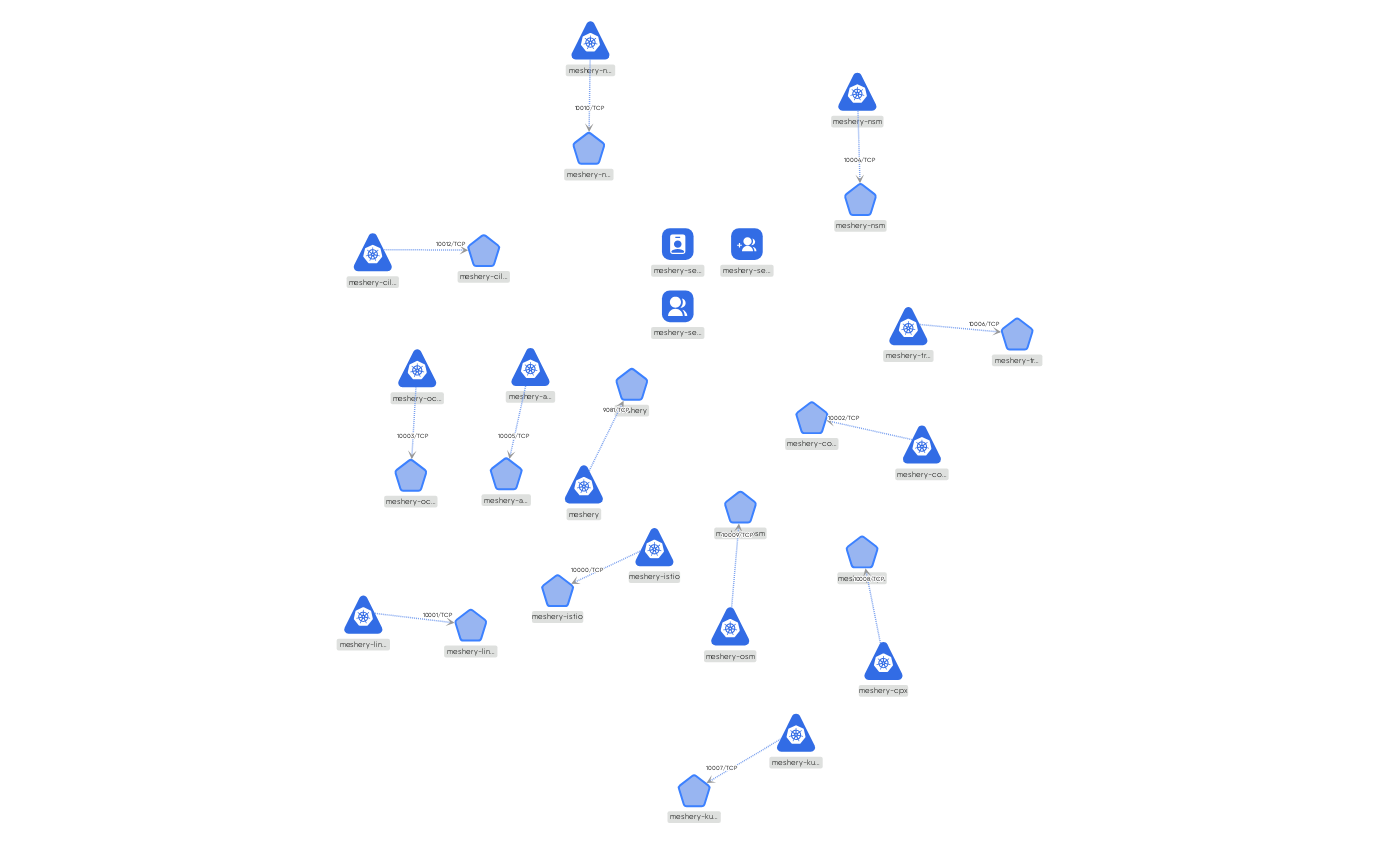 meshery-n...
10010/TCP
meshery-n...
meshery-nsm
10004/TCP
meshery-nsm
10012/TCP
meshery-cil...
meshery-cil...
meshery-se...
meshery-se...
meshery-se...
10006/TCP
meshery-tr...
meshery-tr...
meshery-oc...
10003/TCP
meshery-oc...
meshery-a...
10005/TCP
meshery-a...
9081/TCP
meshery
10002/TCP
meshery-co...
meshery-co...
10009/TCP
meshery-osm
10000/TCP
meshery-istio
meshery-istio
meshery-cpx
10001/TCP
meshery-lin...
meshery-lin...
meshery-ku...
10007/TCP
meshery-ku...